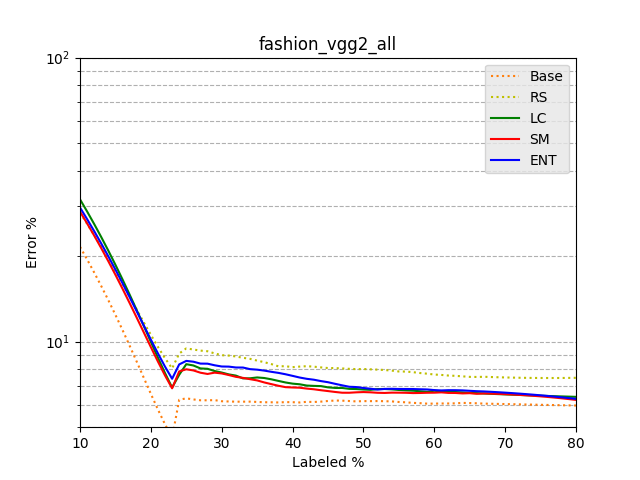 fashion_vgg2_all
10²
10¹
Error %
Base
RS
LC
SM
ENT
10 20 30 40 50 60 70 80
Labeled %